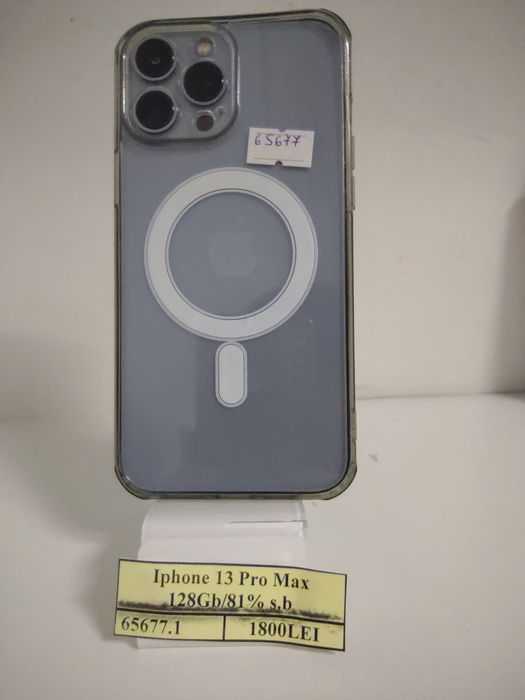 65677
Iphone 13 Pro Max
128Gb/81% s.b
65677.1 1800LEI